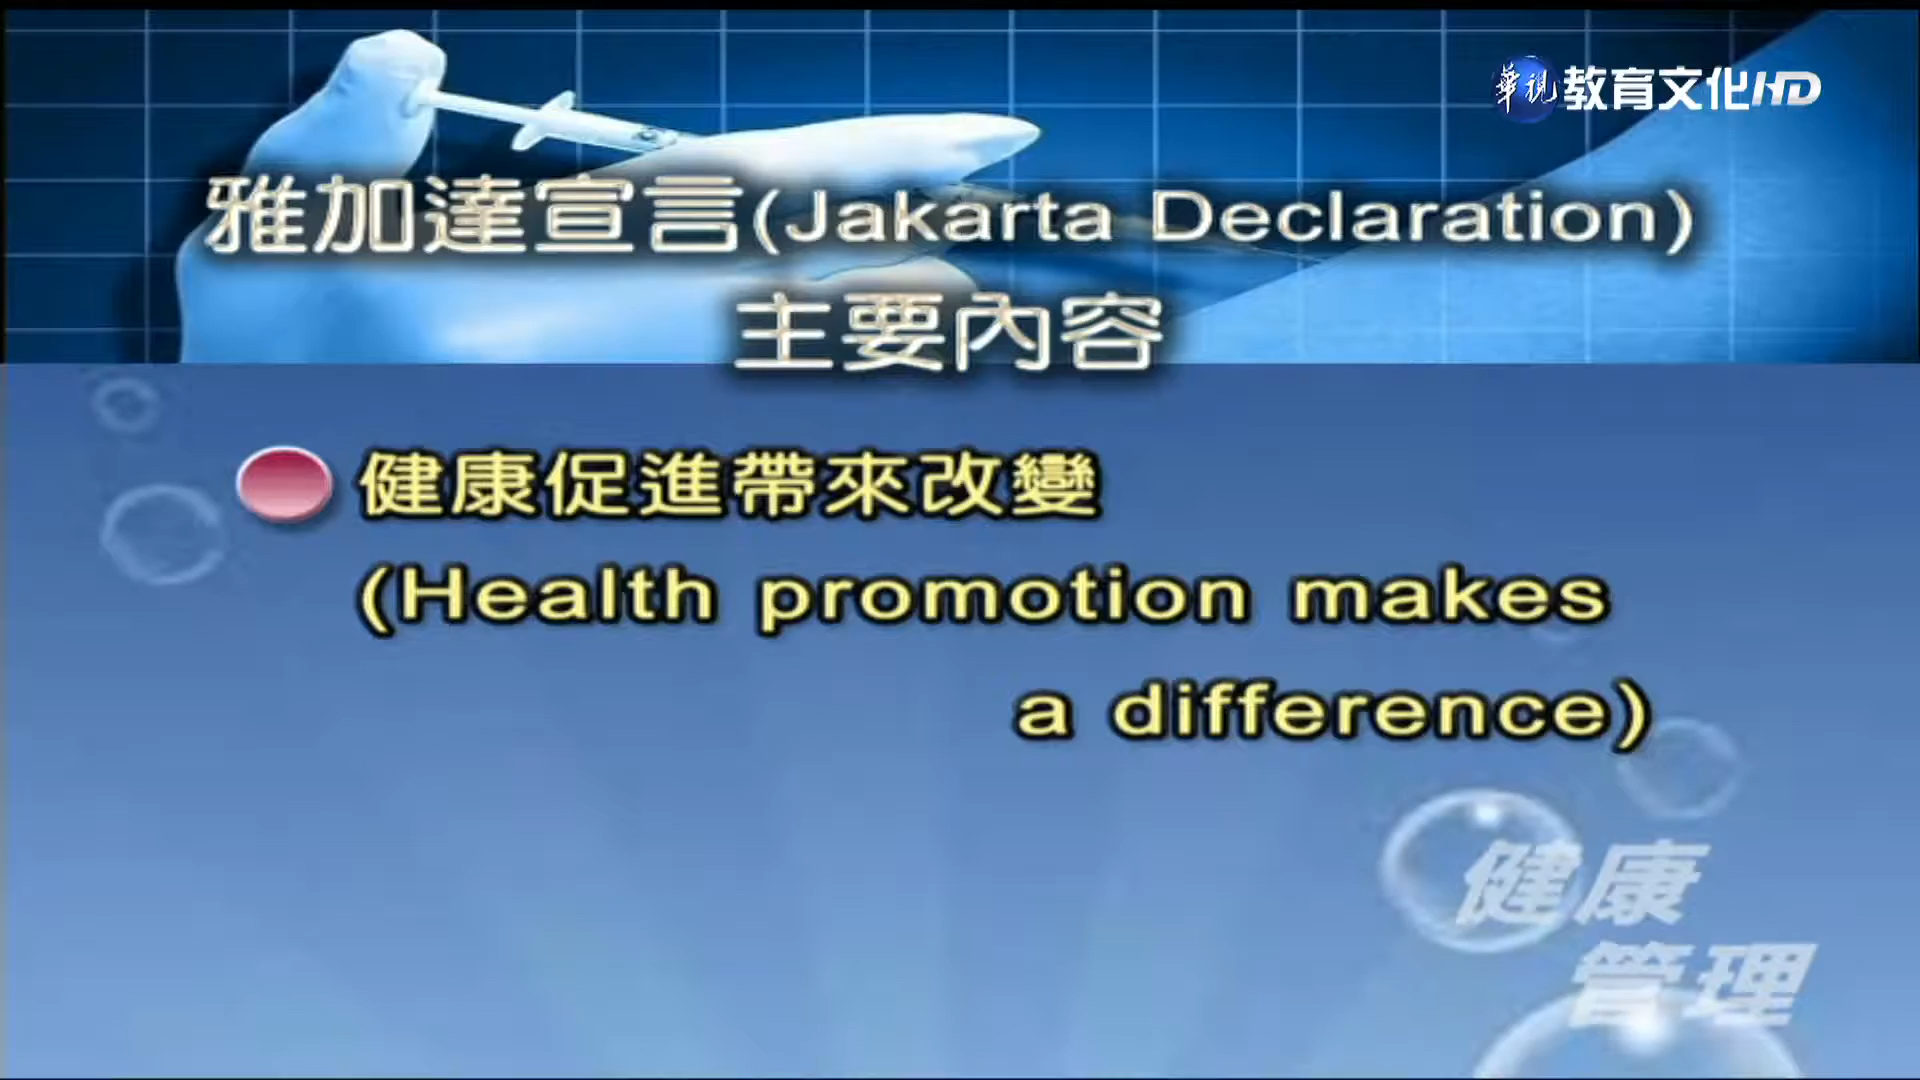 華視 教育文化HD
雅加達宣言(Jakarta Declaration)
主要內容
健康促進帶來改變
(Health promotion makes
a difference)
健康
管理